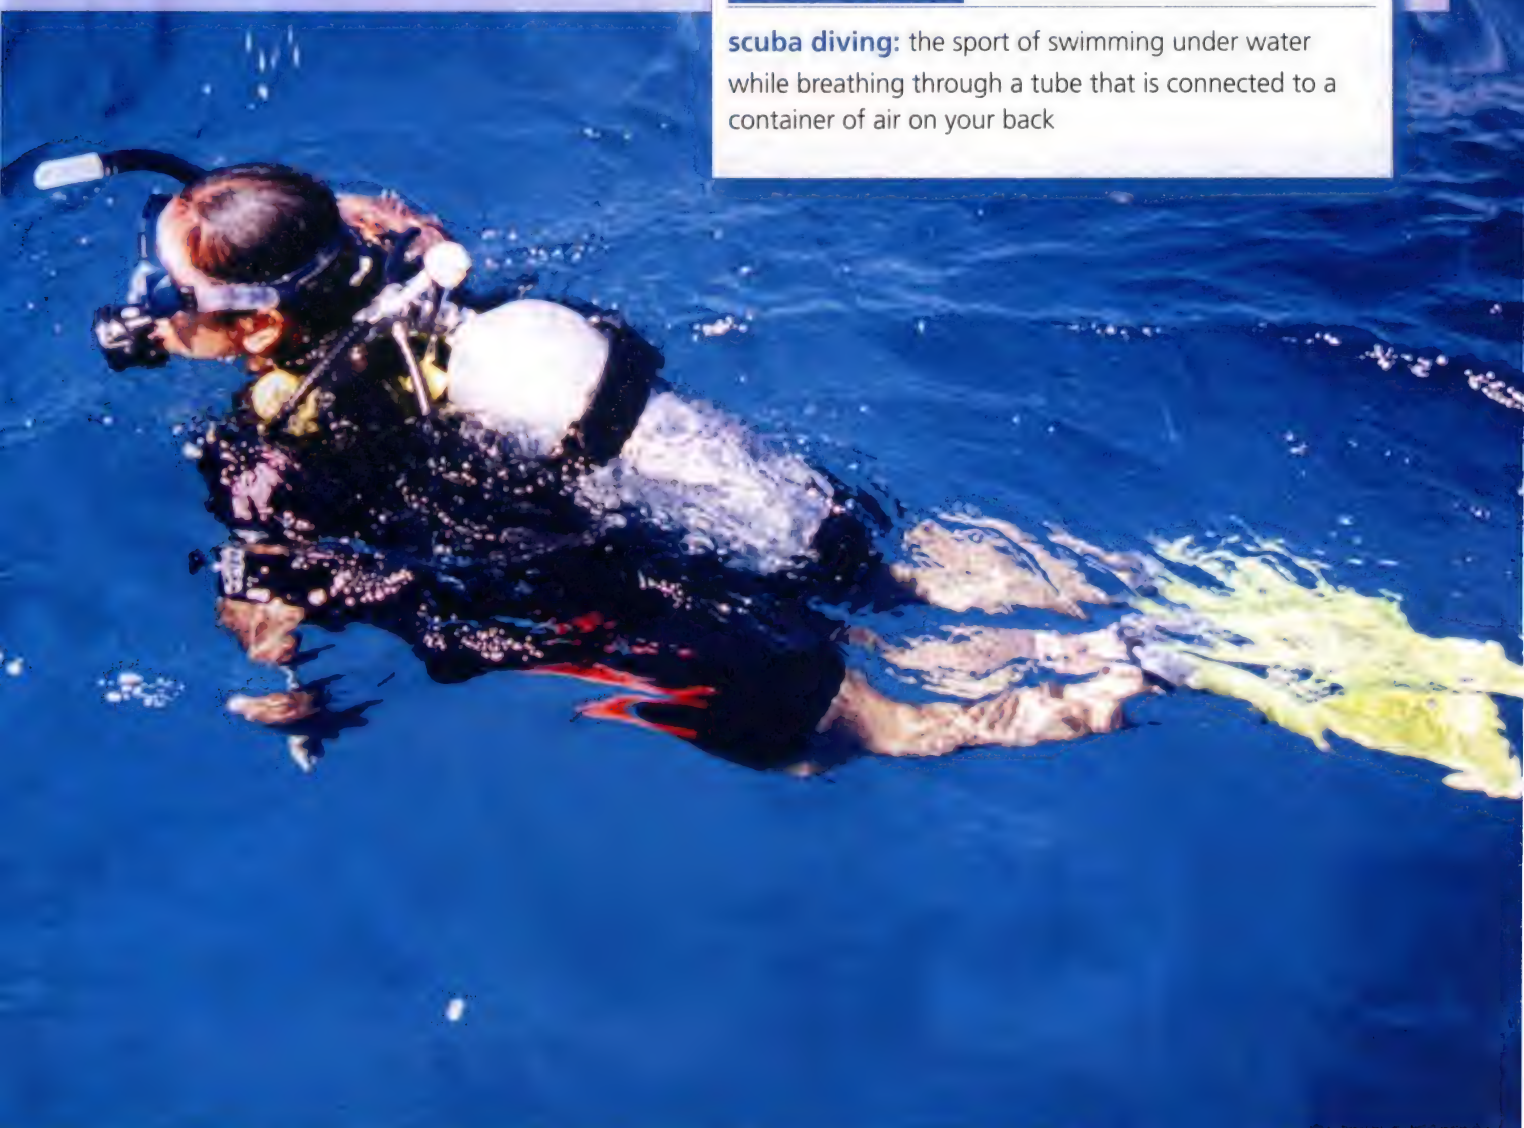 scuba diving: the sport of swimming under water
while breathing through a tube that is connected to a
container of air on your back